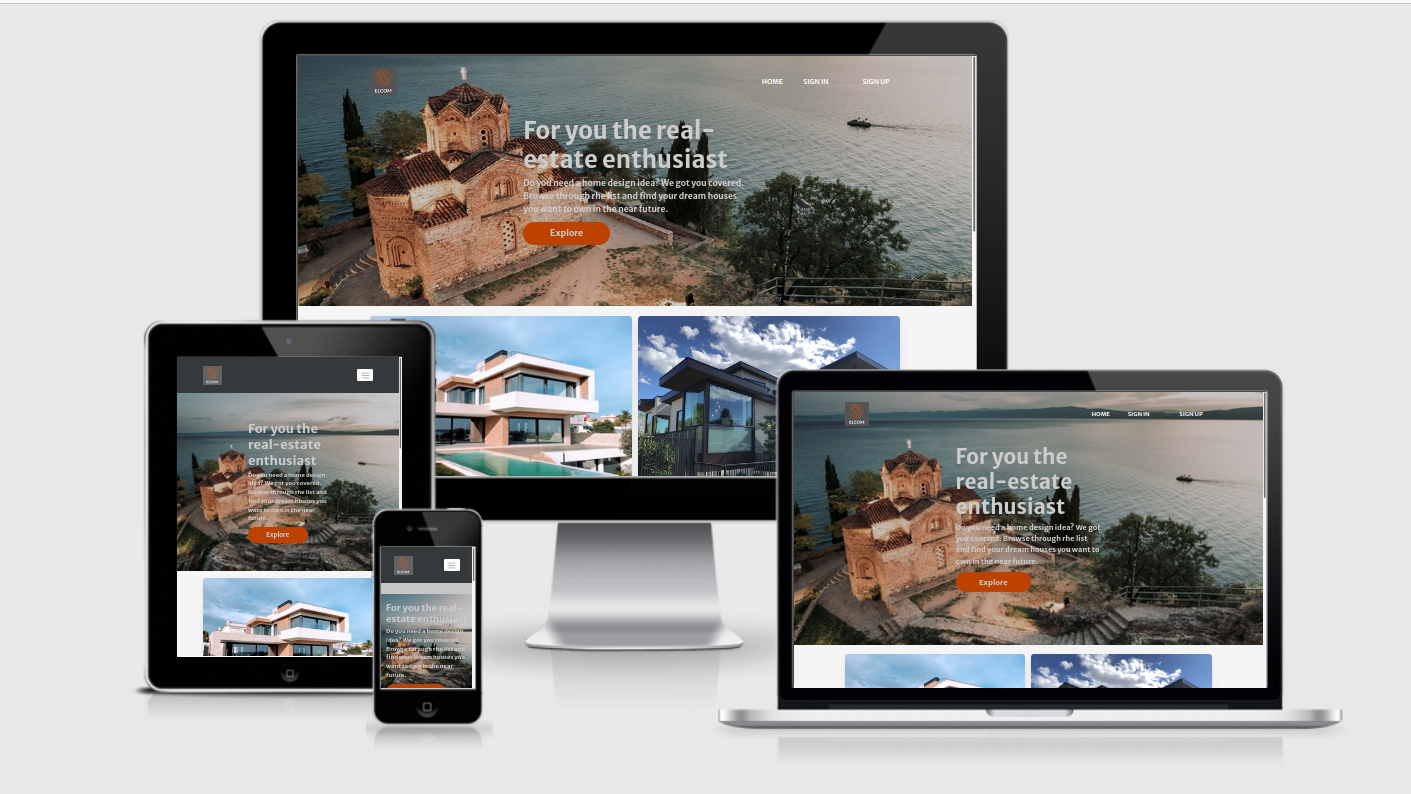 ELCOM
HOME SIGN IN SIGN UP
For you the real-
estate enthusiast
Do you need a home design idea? We got you covered.
Browse through rhe list and find your dream houses
you want to own in the near future.
Explore
ELCOM
For you the
real-estate
enthusiast
Do you need a home design
idea? We got you covered.
Browse through rhe list and
find your dream houses you
want to own in the near
future.
Explore
ELCOM
For you the real-
estate enthusiast
Do you need a home design
idea? We got you covered.
Browse through rhe list and
find your dream houses you
want to own in the near
future.
ELCOM
HOME SIGN IN SIGN UP
For you the
real-estate
enthusiast
Do you need a home design idea? We got
you covered. Browse through rhe list
and find your dream houses you want to
own in the near future.
Explore